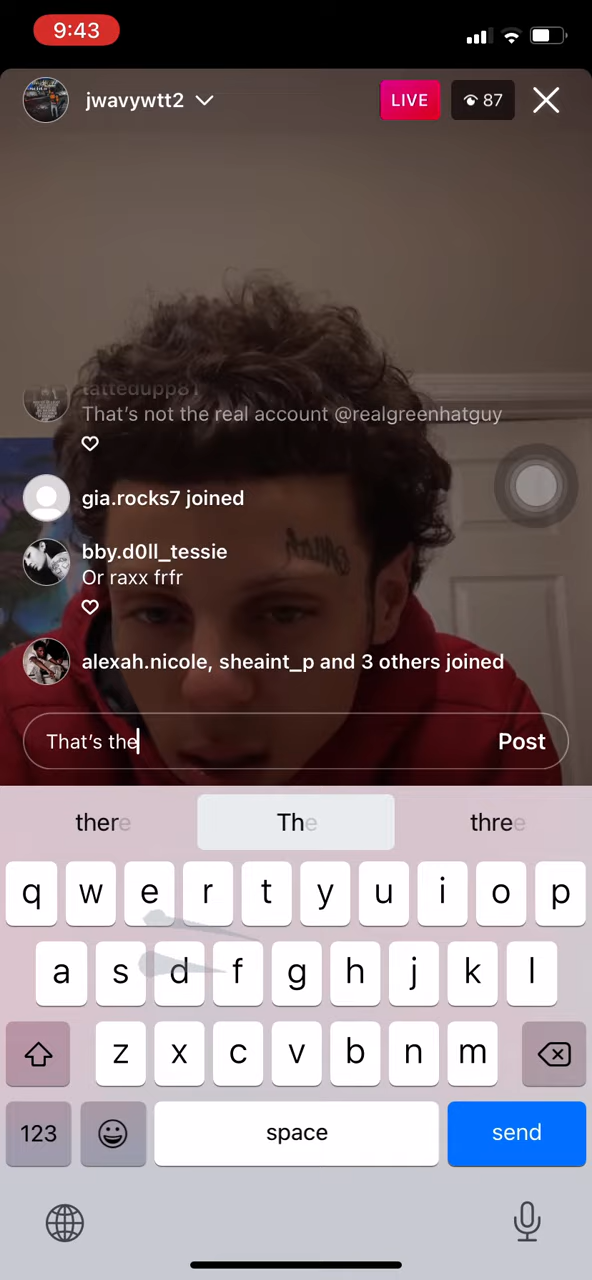 9:43
jwavywtt2
LIVE
87
tattedupp81
That's not the real account @realgreenhatguy
gia.rocks7 joined
bby.d0ll_tessie
Or raxx frfr
alexah.nicole, sheaint_p and 3 others joined
That's the
Post
there
The
three
q w e r t y u i o p
a s d f g h j k l
z x c v b n m
123
space
send